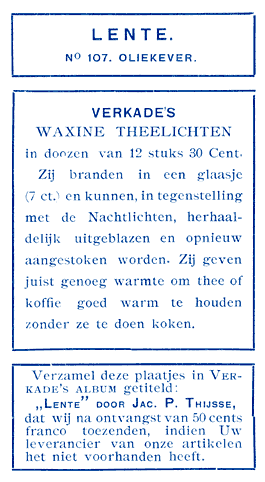 LENTE.
No 107. OLIEKEVER.
VERKADE'S
WAXINE THEELICHTEN
in doozen van 12 stuks 30 Cent.
Zij branden in een glaasje
(7 ct.) en kunnen, in tegenstelling
met de Nachtlichten, herhaal-
delijk uitgeblazen en opnieuw
aangestoken worden. Zij geven
juist genoeg warmte om thee of
koffie goed warm te houden
zonder ze te doen koken.
Verzamel deze plaatjes in VER-
KADE'S ALBUM getiteld:
„LENTE" DOOR JAC. P. THIJSSE,
dat wij na ontvangst van 50 cents
franco toezenden, indien Uw
leverancier van onze artikelen
het niet voorhanden heeft.